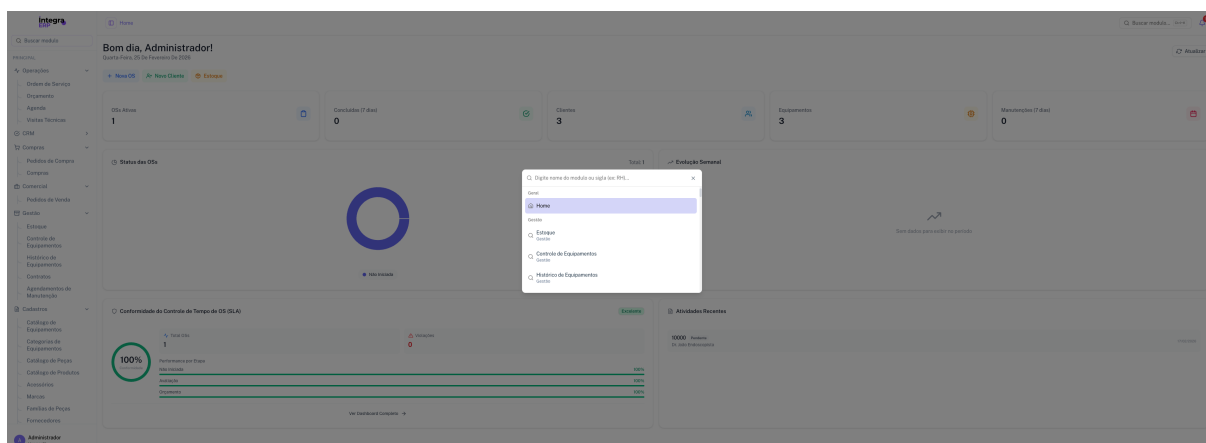 íntegra
ERP
Buscar modulo
PRINCIPAL
Operações
Ordem de Serviço
Orçamento
Agenda
Visitas Técnicas
CRM
Compras
Pedidos de Compra
Compras
Comercial
Pedidos de Venda
Gestão
Estoque
Controle de
Equipamentos
Histórico de
Equipamentos
Contratos
Agendamentos de
Manutenção
Cadastros
Catálogo de
Equipamentos
Categorias de
Equipamentos
Catálogo de Peças
Catálogo de Produtos
Acessórios
Marcas
Famílias de Peças
Fornecedores
Administrador
Home
Buscar modulo...
Bom dia, Administrador!
Quarta-Feira, 25 De Fevereiro De 2026
Atualizar
+ Nova OS
Novo Cliente
Estoque
OSs Ativas
1
Concluídas (7 dias)
0
Clientes
3
Equipamentos
3
Manutenções (7 dias)
0
Status das OSs
Total: 1
Não Iniciada
Evolução Semanal
Sem dados para exibir no período
Digite nome do modulo ou sigla (ex: RH)...
Geral
Home
Gestão
Estoque
Gestão
Controle de Equipamentos
Gestão
Histórico de Equipamentos
Gestão
Conformidade do Controle de Tempo de OS (SLA)
Excelente
100%
Total OSs
1
Violações
0
Performance por Etapa
Não Iniciada
100%
Avaliação
100%
Orçamento
100%
Ver Dashboard Completo
Atividades Recentes
10000